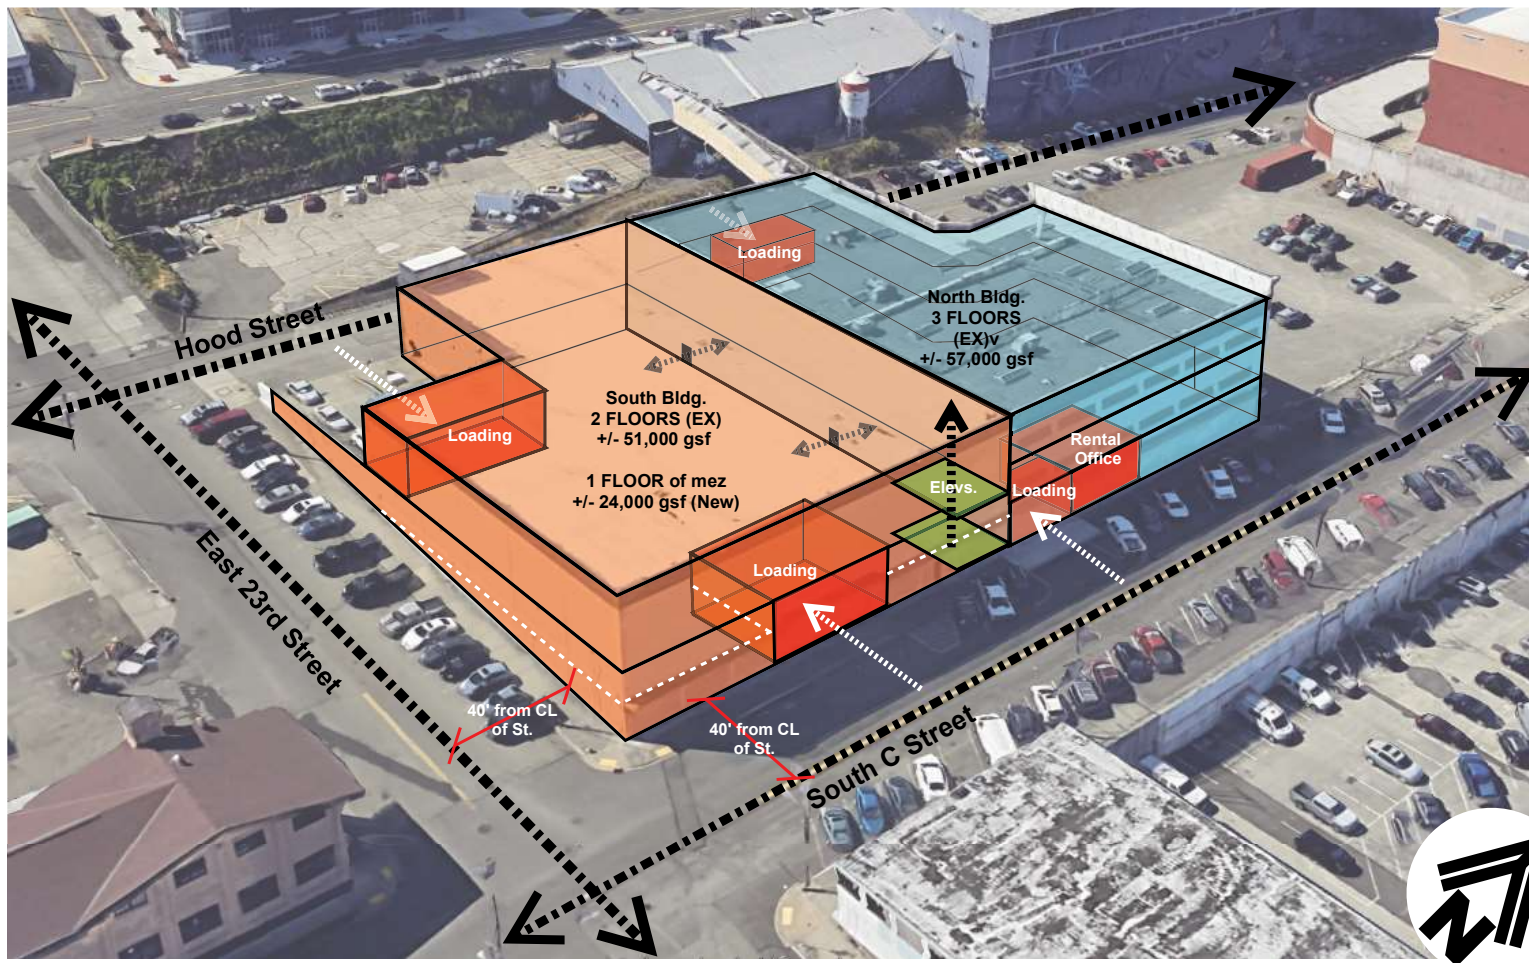 Loading
Hood Street
North Bldg.
3 FLOORS
(EX)v
+/- 57,000 gsf
South Bldg.
2 FLOORS (EX)
+/- 51,000 gsf
1 FLOOR of mez
+/- 24,000 gsf (New)
Loading
Rental
Office
Elevs.
Loading
Loading
East 23rd Street
40' from CL
of St.
40' from CL
of St.
South C Street
N